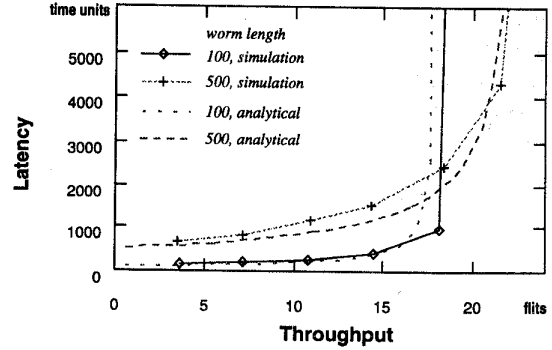 time units
worm length
100, simulation
500, simulation
100, analytical
500, analytical
5000
4000
3000
2000
1000
0
Latency
0
5
10
15
20
flits
Throughput